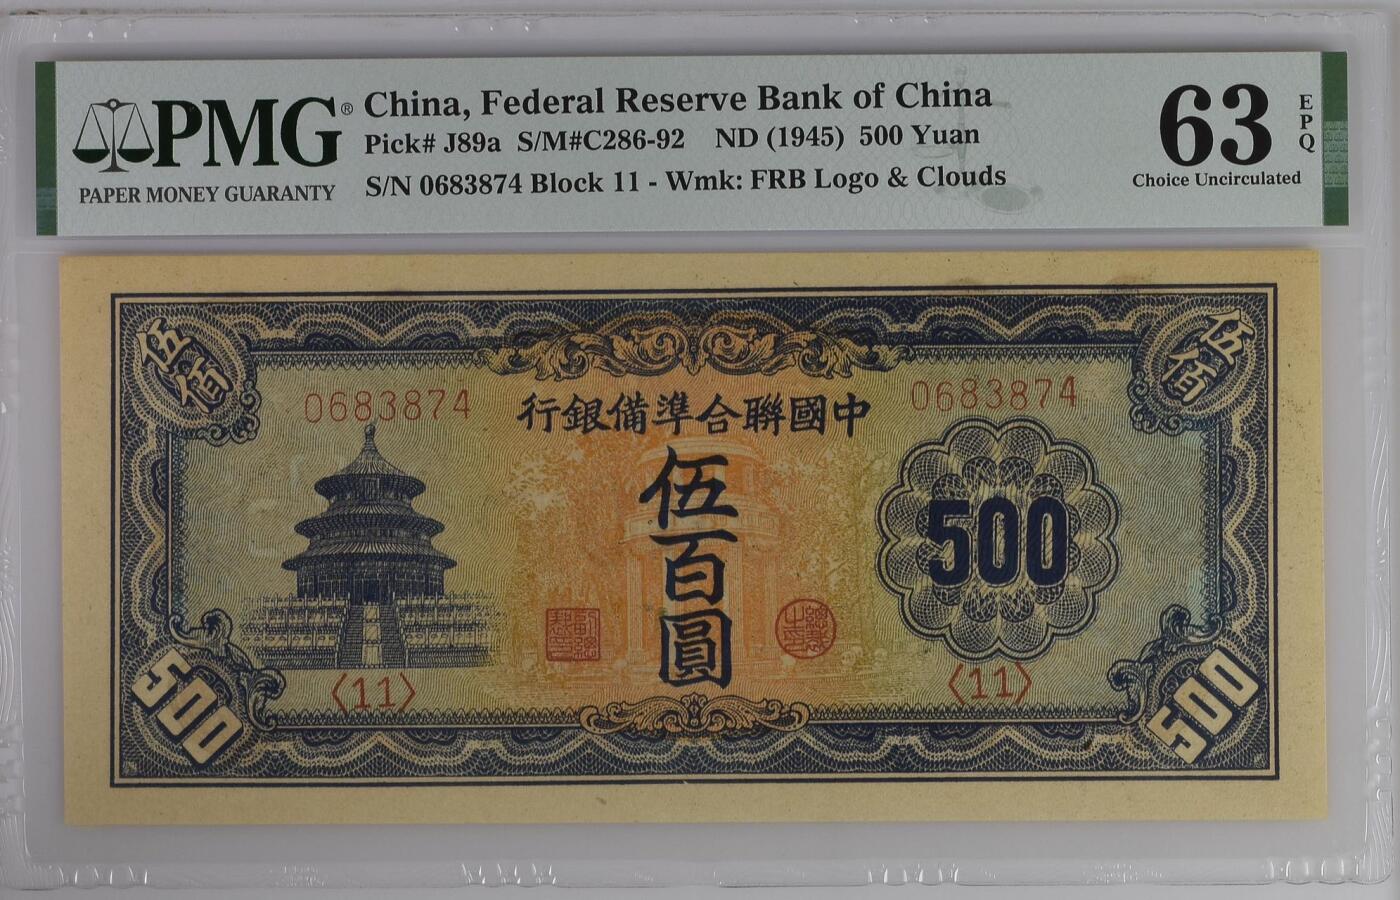 PMG®
PAPER MONEY GUARANTY
China, Federal Reserve Bank of China
Pick# J89a S/M#C286-92 ND (1945) 500 Yuan
S/N 0683874 Block 11 - Wmk: FRB Logo & Clouds
63 EPQ
Choice Uncirculated
伍佰
伍佰
0683874
0683874
行銀備準合聯國中
伍百圓
500
〈11〉
〈11〉
500
500